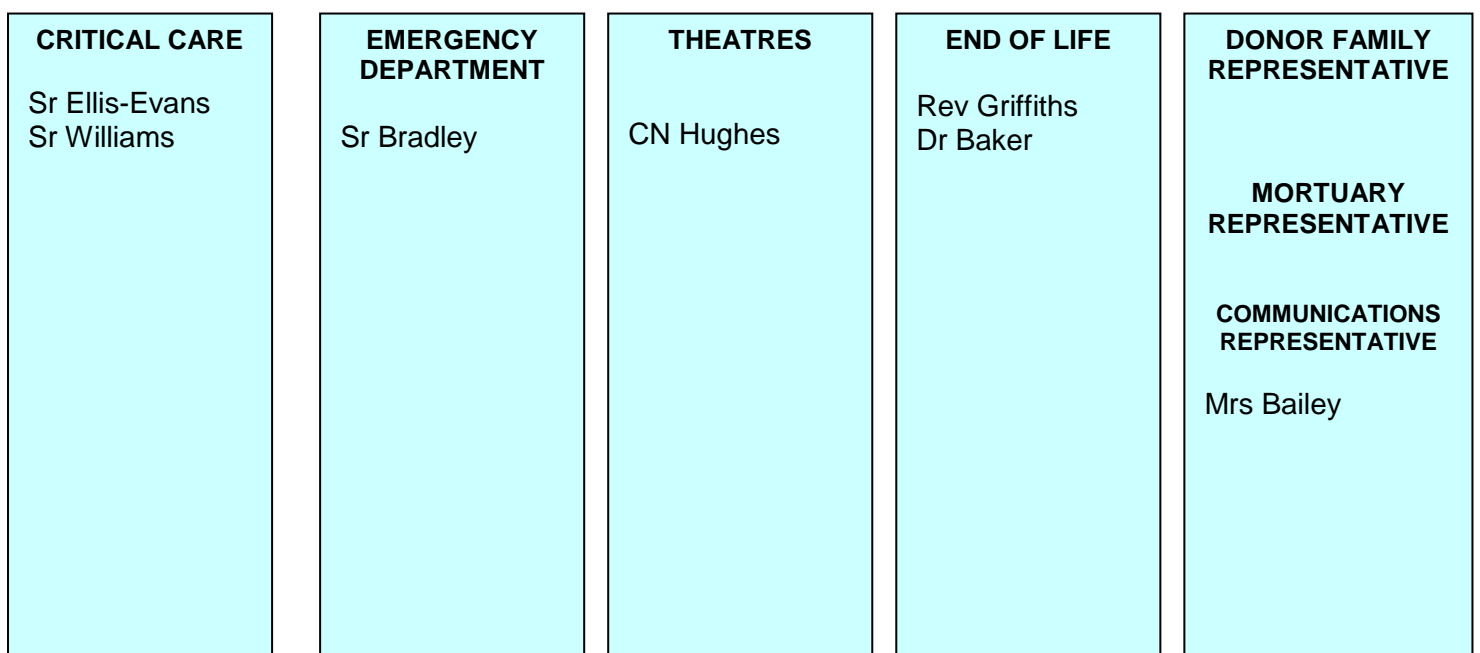 CRITICAL CARE
Sr Ellis-Evans
Sr Williams
EMERGENCY
DEPARTMENT
Sr Bradley
THEATRES
CN Hughes
END OF LIFE
Rev Griffiths
Dr Baker
DONOR FAMILY
REPRESENTATIVE
MORTUARY
REPRESENTATIVE
COMMUNICATIONS
REPRESENTATIVE
Mrs Bailey